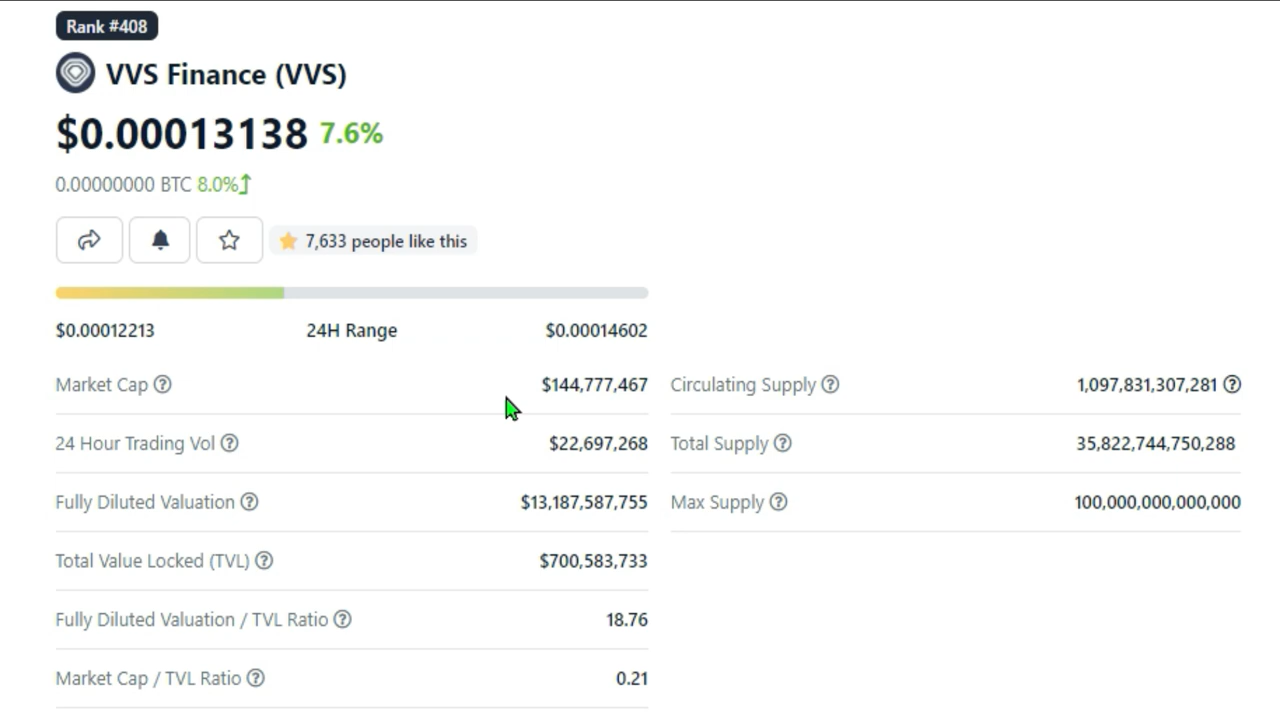 Rank #408
VVS Finance (VVS)
$0.00013138 7.6%
0.00000000 BTC 8.0%
7,633 people like this
$0.00012213 24H Range $0.00014602
Market Cap $144,777,467
24 Hour Trading Vol $22,697,268
Fully Diluted Valuation $13,187,587,755
Total Value Locked (TVL) $700,583,733
Fully Diluted Valuation / TVL Ratio 18.76
Market Cap / TVL Ratio 0.21
Circulating Supply 1,097,831,307,281
Total Supply 35,822,744,750,288
Max Supply 100,000,000,000,000